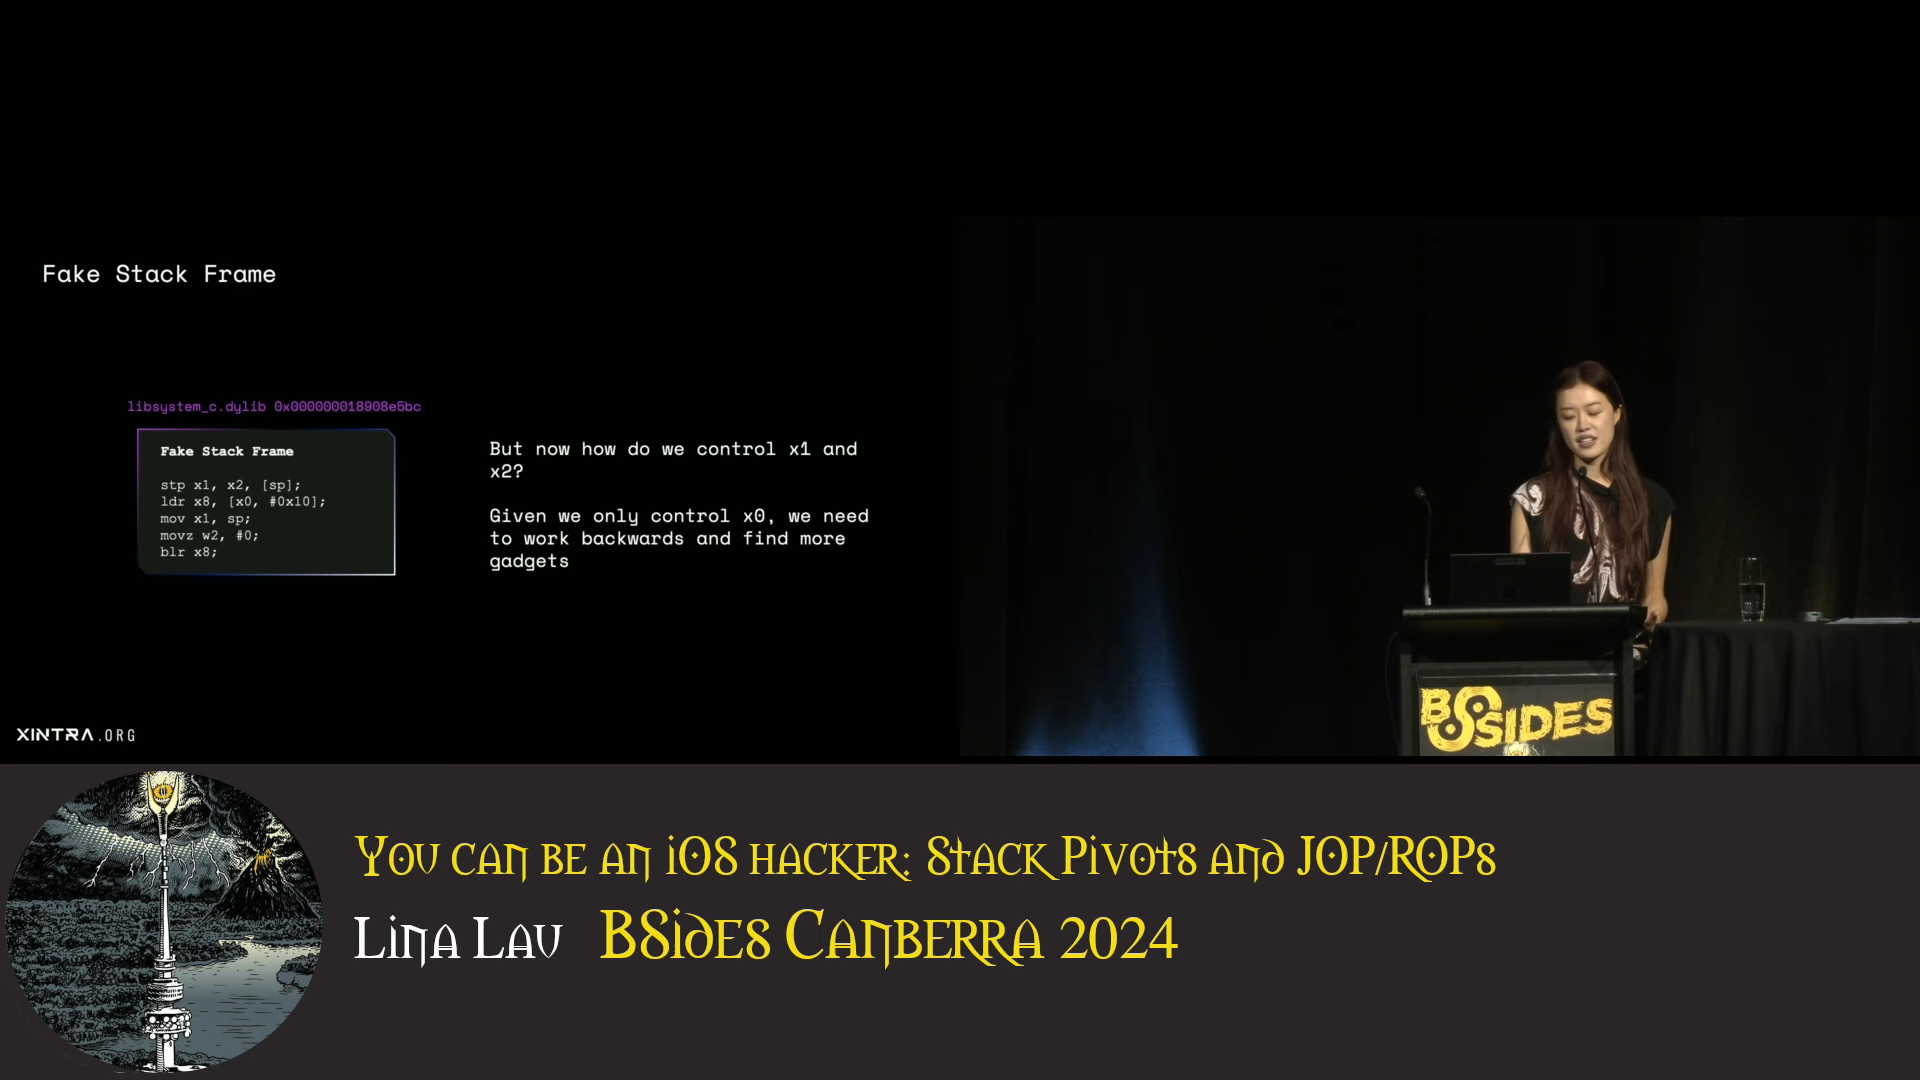 Fake Stack Frame
libsystem_c.dylib 0x000000018908e5bc
Fake Stack Frame
stp x1, x2, [sp];
ldr x8, [x0, #0x10];
mov x1, sp;
movz w2, #0;
blr x8;
But now how do we control x1 and
x2?
Given we only control x0, we need
to work backwards and find more
gadgets
XINTRA.ORG
BSIDES
You can be an iOS hacker: Stack Pivots and JOP/ROPs
Lina Lau BSides Canberra 2024